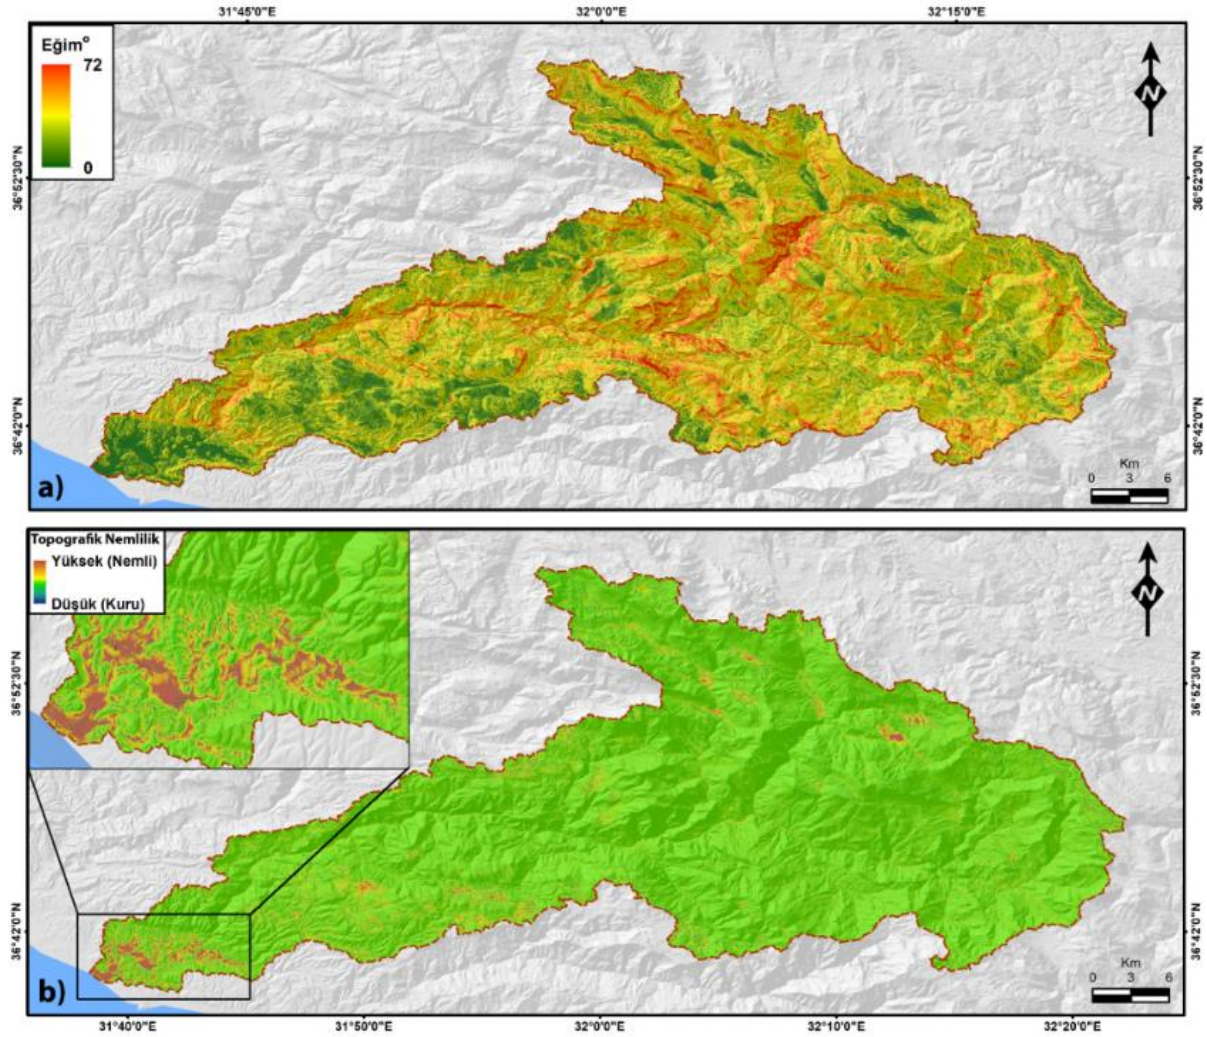 31°45'0"E 32°0'0"E 32°15'0"E
Eğim°
72
0
N
36°52'30"N 36°52'30"N
36°42'0"N 36°42'0"N
Km
0 3 6
a)
Topografik Nemlilik
Yüksek (Nemli)
Düşük (Kuru)
N
36°52'30"N 36°52'30"N
36°42'0"N 36°42'0"N
Km
0 3 6
b)
31°40'0"E 31°50'0"E 32°0'0"E 32°10'0"E 32°20'0"E